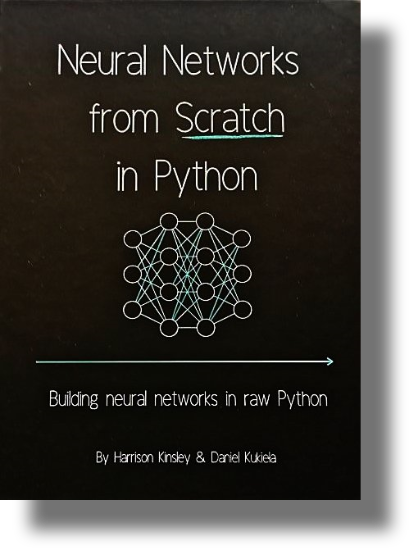 Neural Networks
from Scratch
in Python
Building neural networks in raw Python
By Harrison Kinsley & Daniel Kukieła